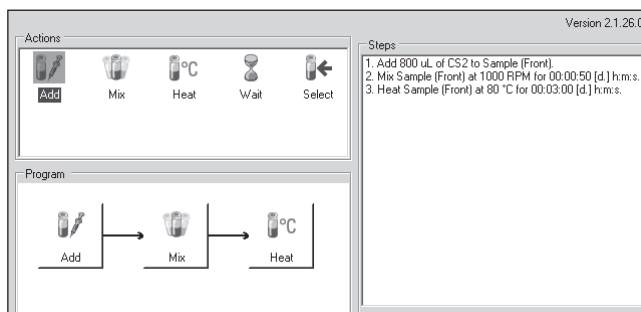 Version 2.1.26.0
Actions
Add
Mix
Heat
Wait
Select
Steps
1. Add 800 uL of CS2 to Sample (Front).
2. Mix Sample (Front) at 1000 RPM for 00:00:50 [d.] h:m:s.
3. Heat Sample (Front) at 80 °C for 00:03:00 [d.] h:m:s.
Program
°C
Add
Mix
Heat